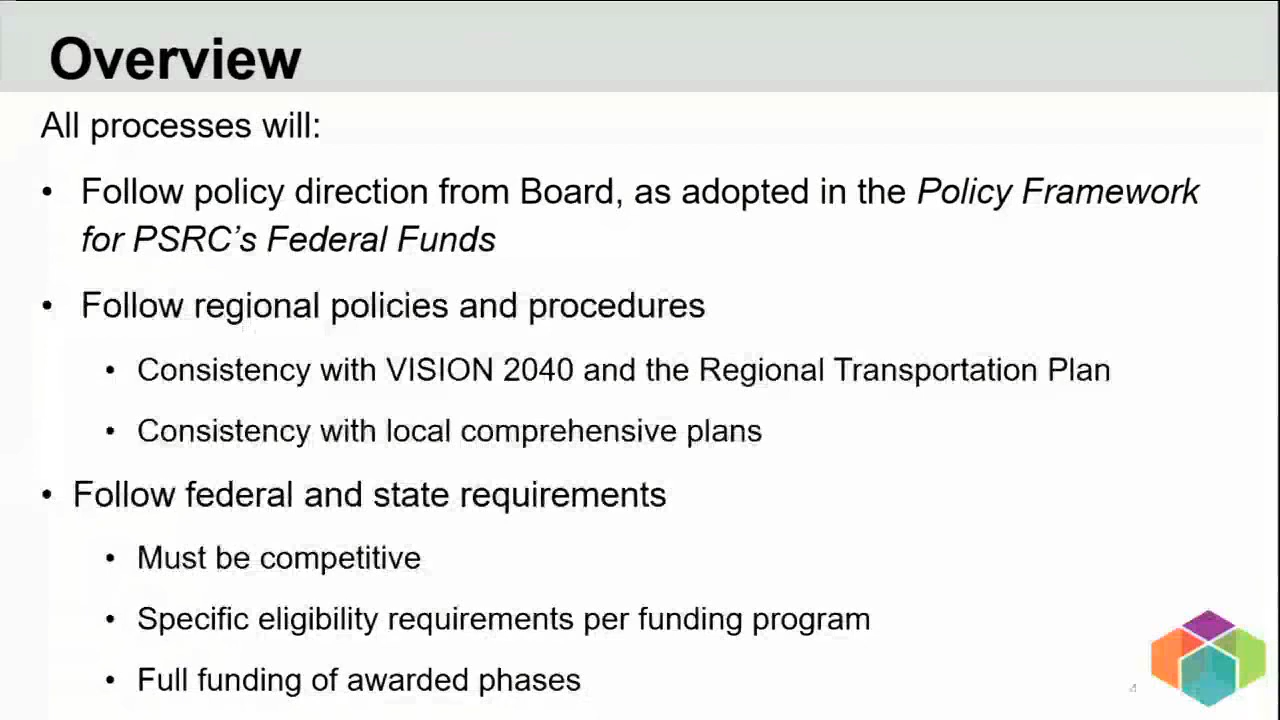 Overview
All processes will:
• Follow policy direction from Board, as adopted in the Policy Framework
for PSRC's Federal Funds
• Follow regional policies and procedures
• Consistency with VISION 2040 and the Regional Transportation Plan
• Consistency with local comprehensive plans
• Follow federal and state requirements
• Must be competitive
• Specific eligibility requirements per funding program
• Full funding of awarded phases
4